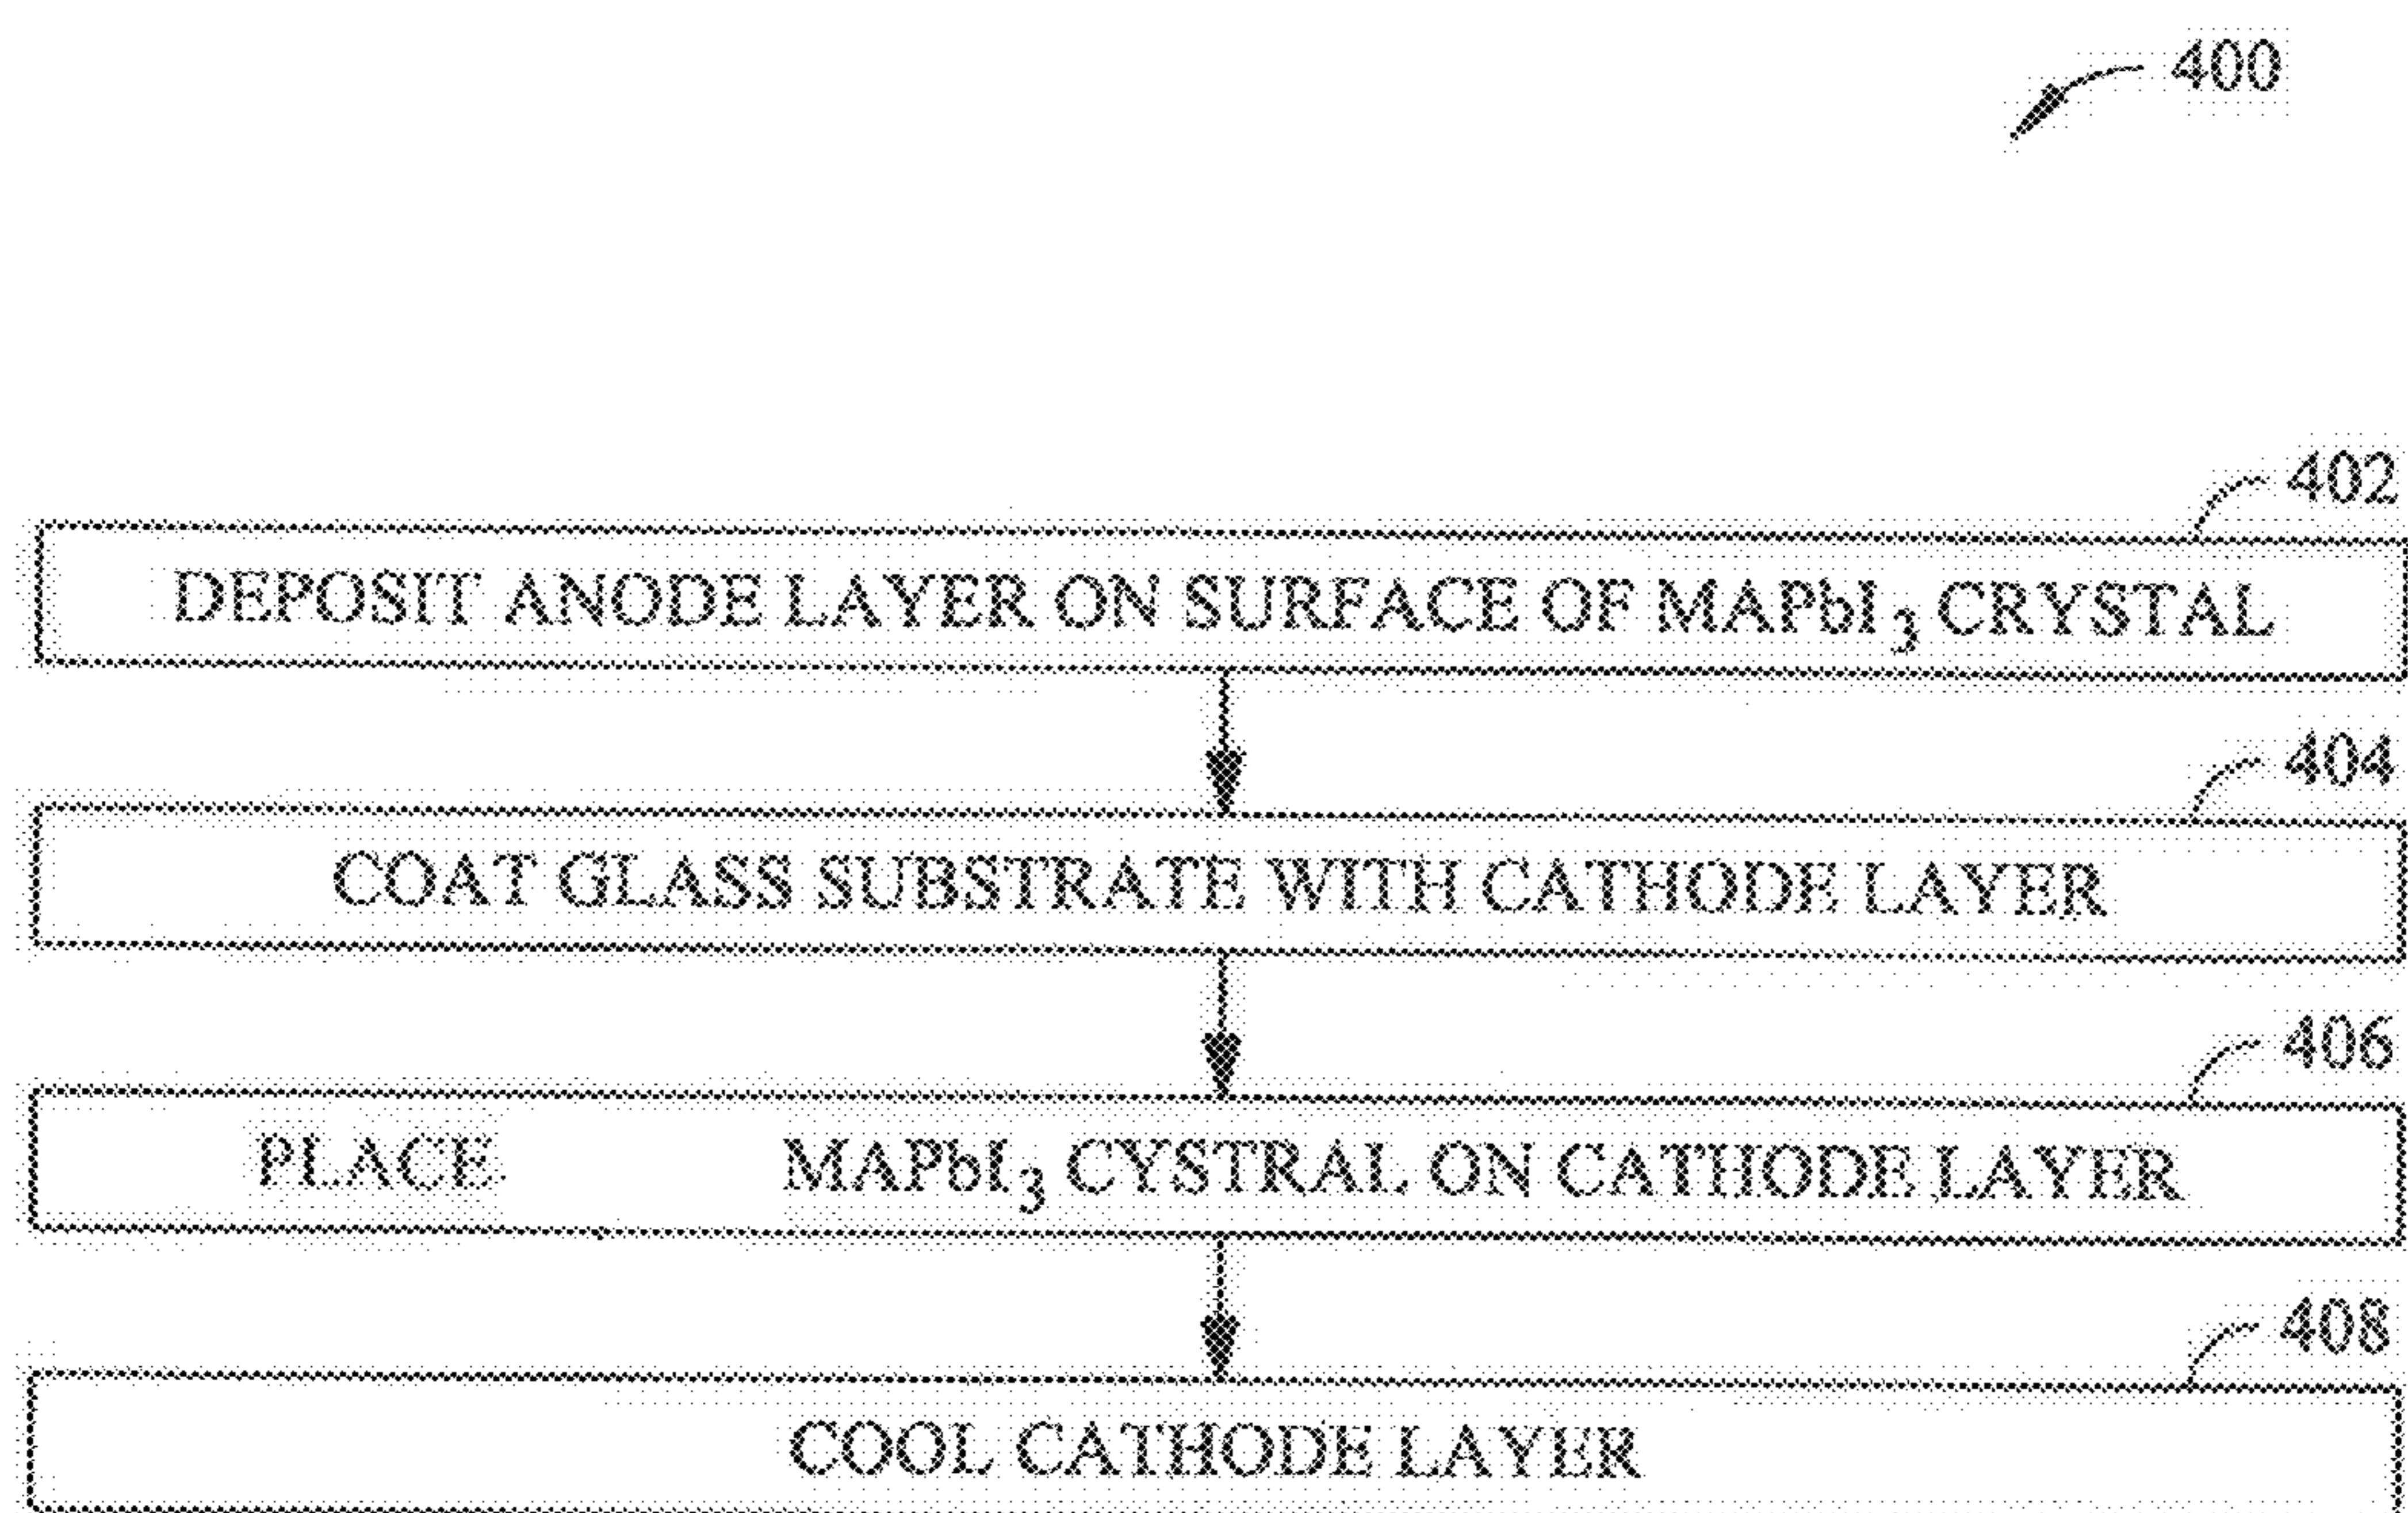 400
402
DEPOSIT ANODE LAYER ON SURFACE OF MAPbI3 CRYSTAL
404
COAT GLASS SUBSTRATE WITH CATHODE LAYER
406
PLACE MAPbI3 CYSTRAL ON CATHODE LAYER
408
COOL CATHODE LAYER